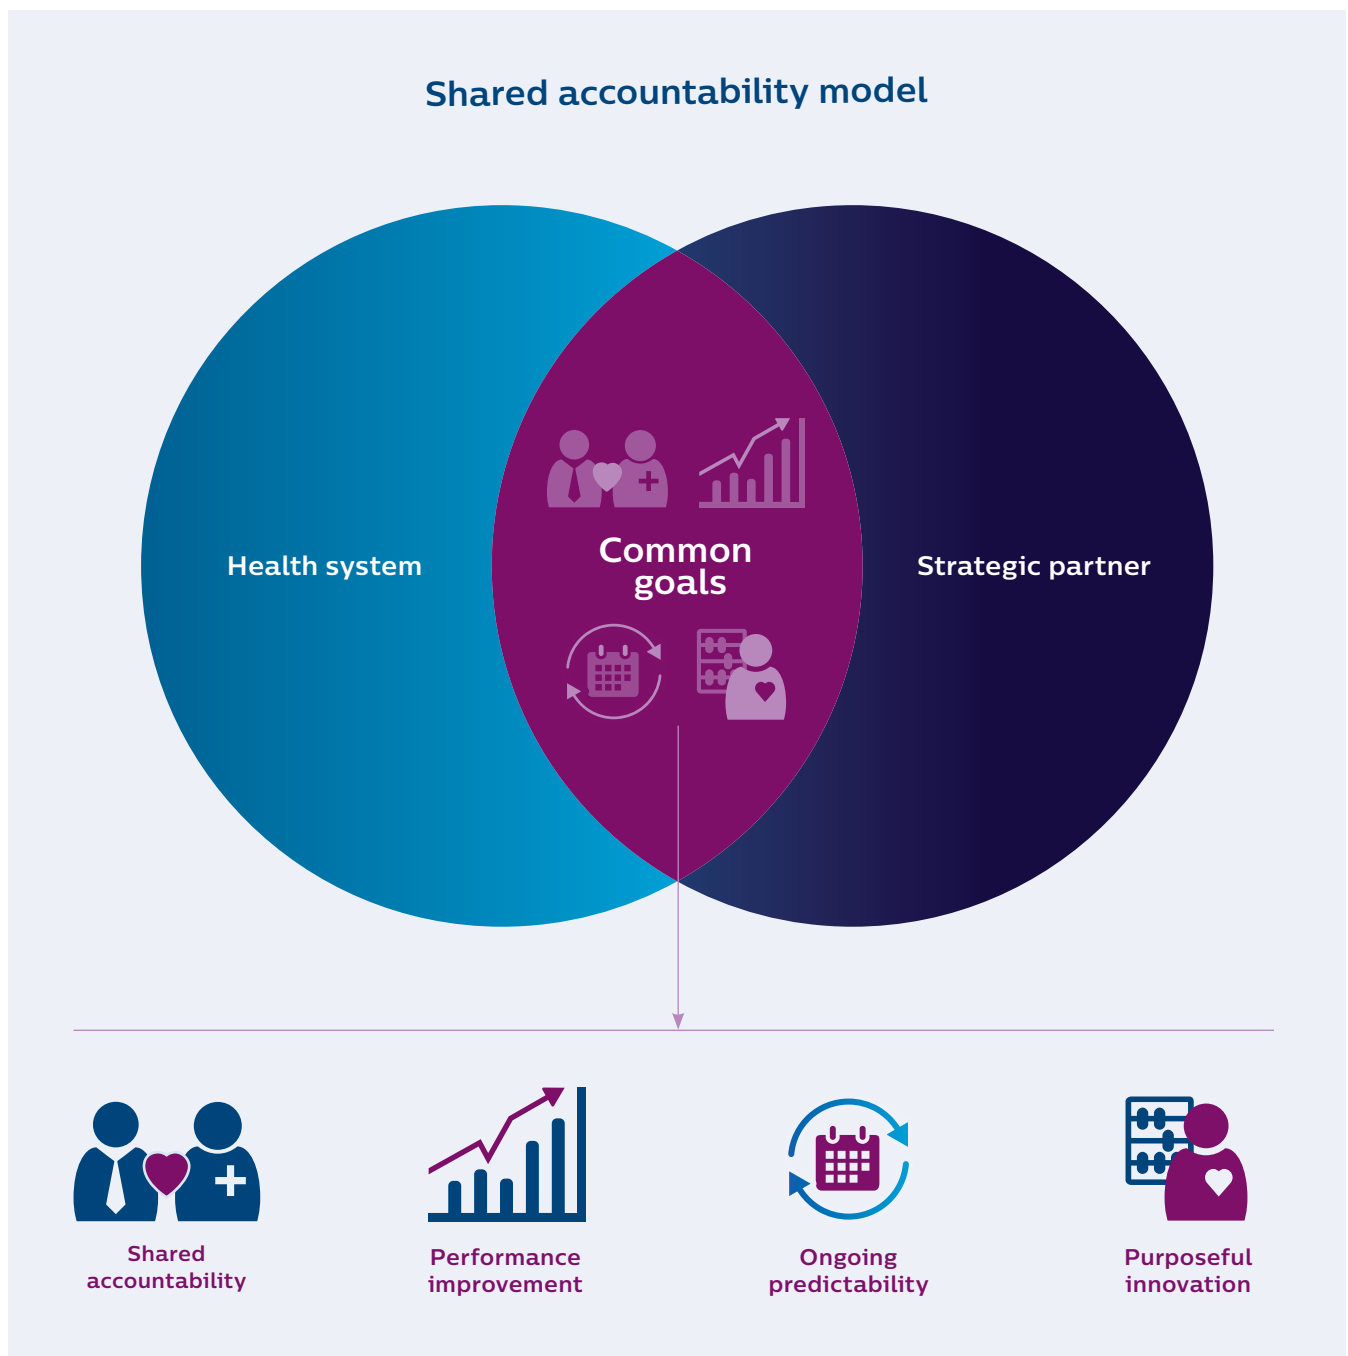 Shared accountability model
Health system
Common
goals
Strategic partner
Shared
accountability
Performance
improvement
Ongoing
predictability
Purposeful
innovation